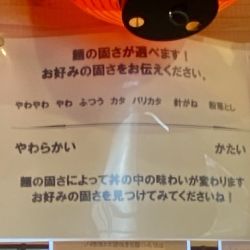 麺の固さが選べます！
お好みの固さをお伝えください。
やわやわ やわ ふつう カタ バリカタ 針がね 粉落とし
やわらかい かたい
麺の固さによって丼の中の味わいが変わります
お好みの固さを見つけてみてくださいね！